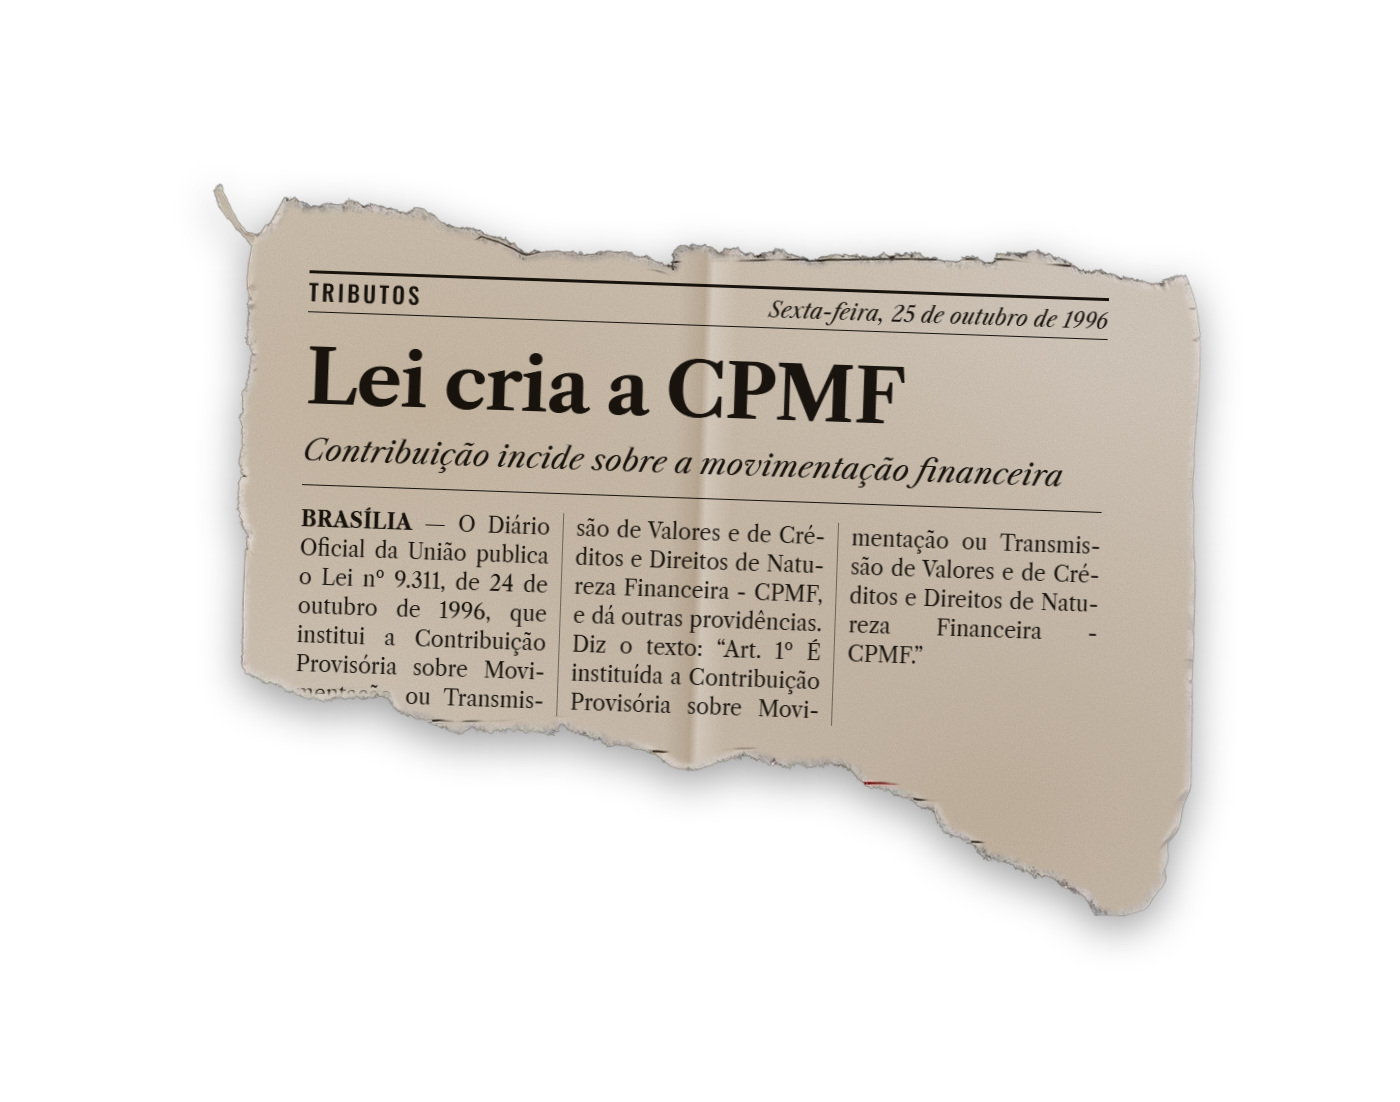 TRIBUTOS
Sexta-feira, 25 de outubro de 1996
Lei cria a CPMF
Contribuição incide sobre a movimentação financeira
BRASÍLIA — O Diário
Oficial da União publica
o Lei nº 9.311, de 24 de
outubro de 1996, que
institui a Contribuição
Provisória sobre Movi-
mentação ou Transmis-
são de Valores e de Cré-
ditos e Direitos de Natu-
reza Financeira - CPMF,
e dá outras providências.
Diz o texto: “Art. 1º É
instituída a Contribuição
Provisória sobre Movi-
mentação ou Transmis-
são de Valores e de Cré-
ditos e Direitos de Natu-
reza Financeira -
CPMF.”